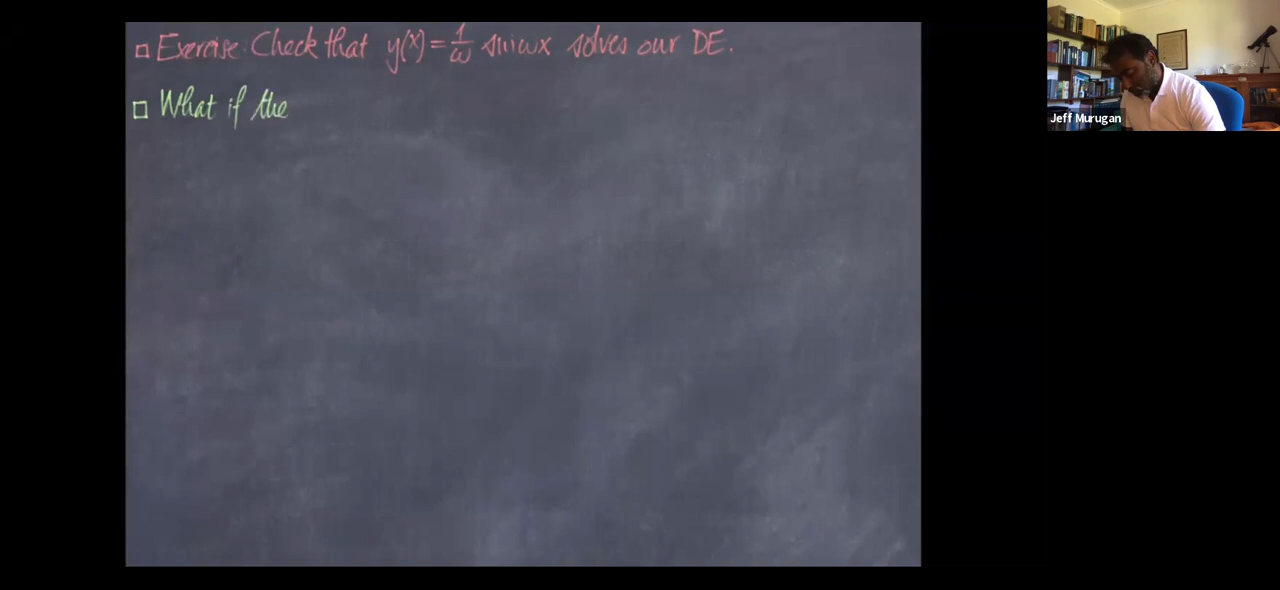 □ Exercise: Check that y(x) = 1/ω sin ωx solves our DE.
□ What if the
Jeff Murugan